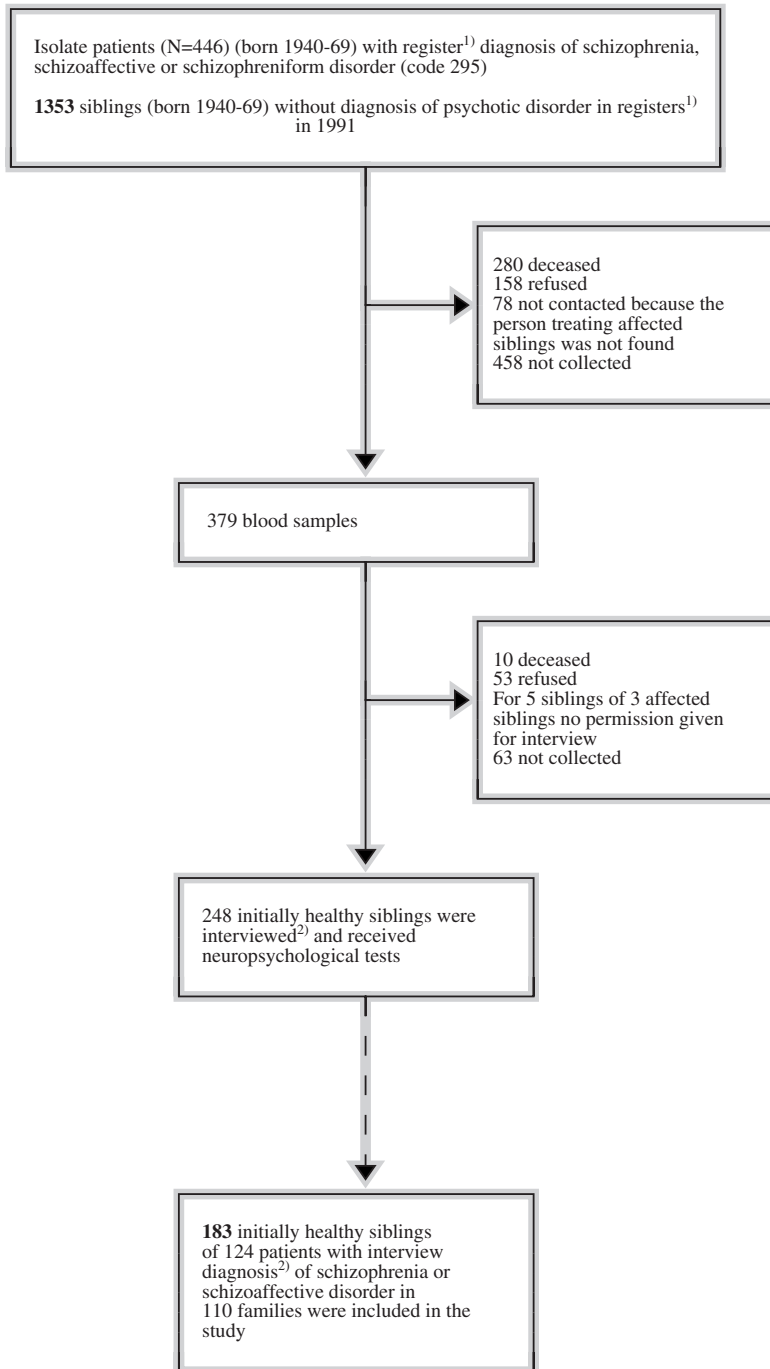 Isolate patients (N=446) (born 1940-69) with register1) diagnosis of schizophrenia,
schizoaffective or schizophreniform disorder (code 295)
1353 siblings (born 1940-69) without diagnosis of psychotic disorder in registers1)
in 1991
280 deceased
158 refused
78 not contacted because the
person treating affected
siblings was not found
458 not collected
379 blood samples
10 deceased
53 refused
For 5 siblings of 3 affected
siblings no permission given
for interview
63 not collected
248 initially healthy siblings were
interviewed2) and received
neuropsychological tests
183 initially healthy siblings
of 124 patients with interview
diagnosis2) of schizophrenia or
schizoaffective disorder in
110 families were included in the
study